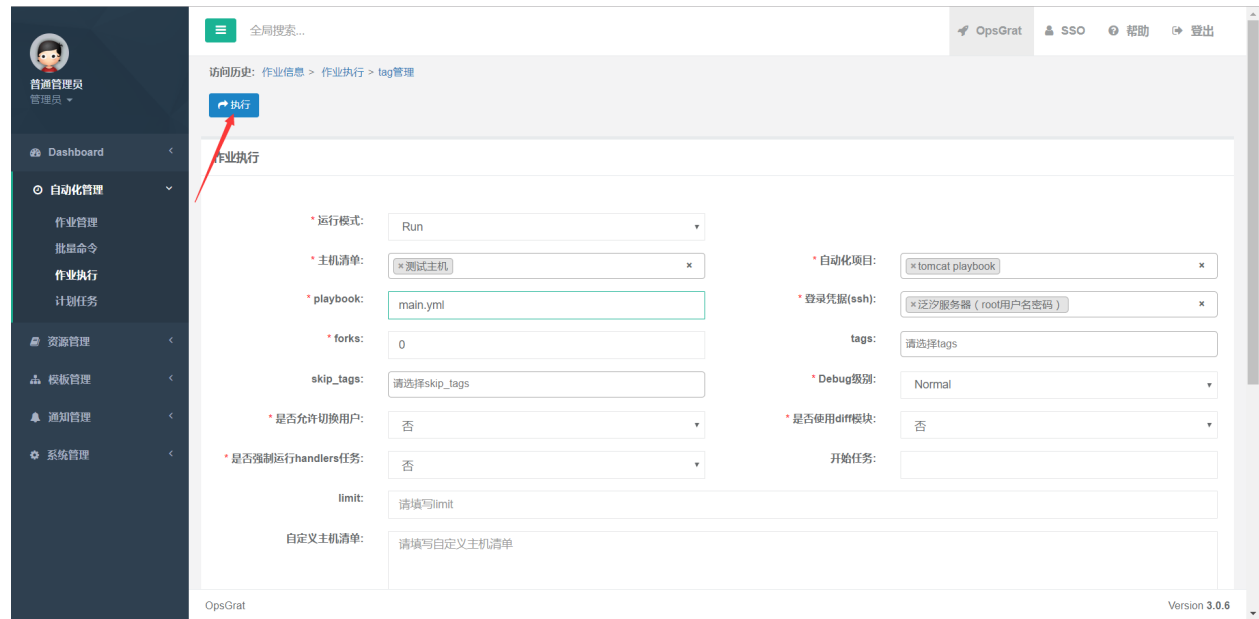 全局搜索...
OpsGrat
SSO
帮助
登出
普通管理员
管理员
访问历史: 作业信息 > 作业执行 > tag管理
执行
Dashboard
自动化管理
作业管理
批量命令
作业执行
计划任务
资源管理
模板管理
通知管理
系统管理
作业执行
* 运行模式: Run
* 主机清单: ×测试主机 ×
* 自动化项目: ×tomcat playbook ×
* playbook: main.yml
* 登录凭据(ssh): ×泛汐服务器（root用户名密码） ×
* forks: 0
tags: 请选择tags
skip_tags: 请选择skip_tags
* Debug级别: Normal
* 是否允许切换用户: 否
* 是否使用diff模块: 否
* 是否强制运行handlers任务: 否
开始任务:
limit: 请填写limit
自定义主机清单: 请填写自定义主机清单
OpsGrat
Version 3.0.6